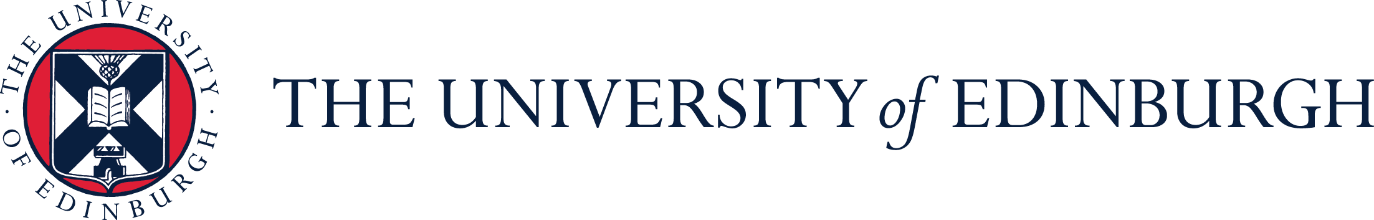 THE UNIVERSITY
· OF EDINBURGH ·
THE UNIVERSITY of EDINBURGH